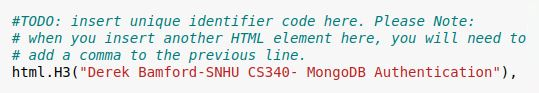 #TODO: insert unique identifier code here. Please Note:
# when you insert another HTML element here, you will need to
# add a comma to the previous line.
html.H3("Derek Bamford-SNHU CS340- MongoDB Authentication"),